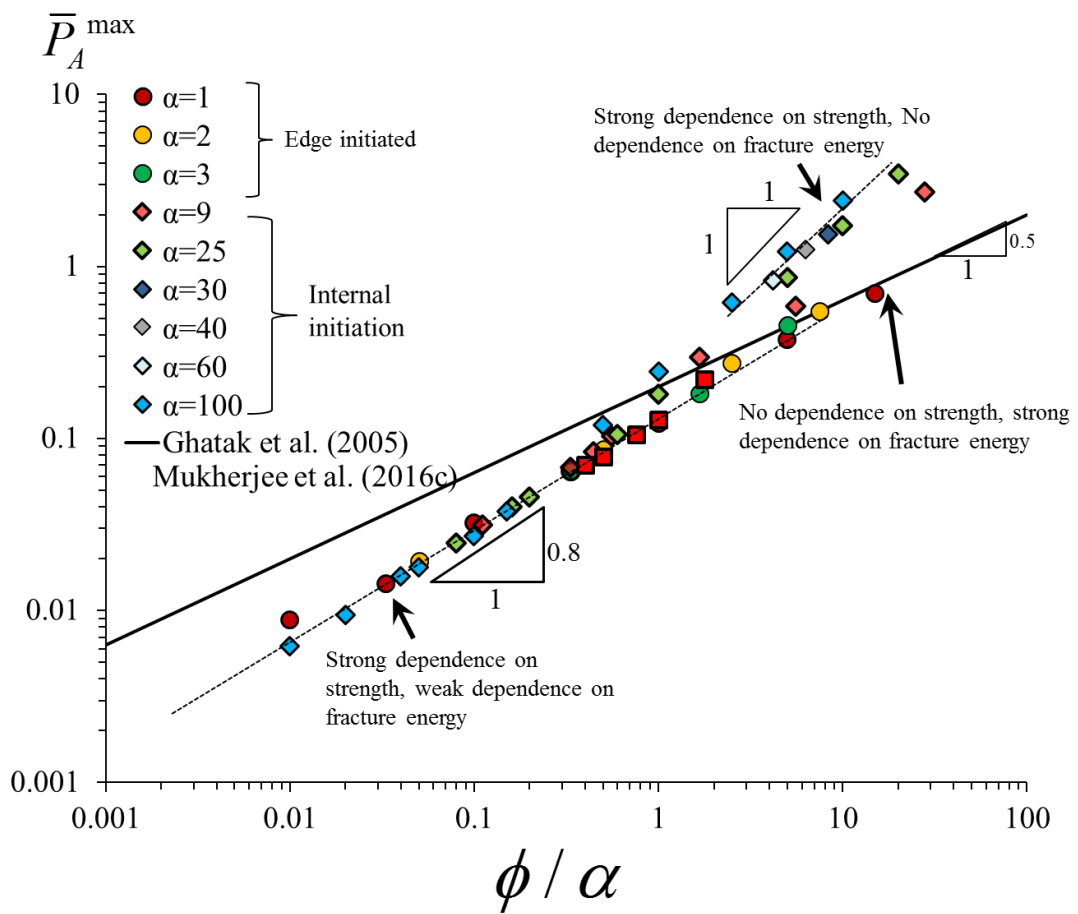 P̅_A^max
10
1
0.1
0.01
0.001
α=1
α=2
α=3
α=9
α=25
α=30
α=40
α=60
α=100
Edge initiated
Internal
initiation
Ghatak et al. (2005)
Mukherjee et al. (2016c)
Strong dependence on strength, No
dependence on fracture energy
1
1
0.5
1
No dependence on strength, strong
dependence on fracture energy
0.8
1
Strong dependence on
strength, weak dependence on
fracture energy
0.001
0.01
0.1
1
10
100
ϕ / α